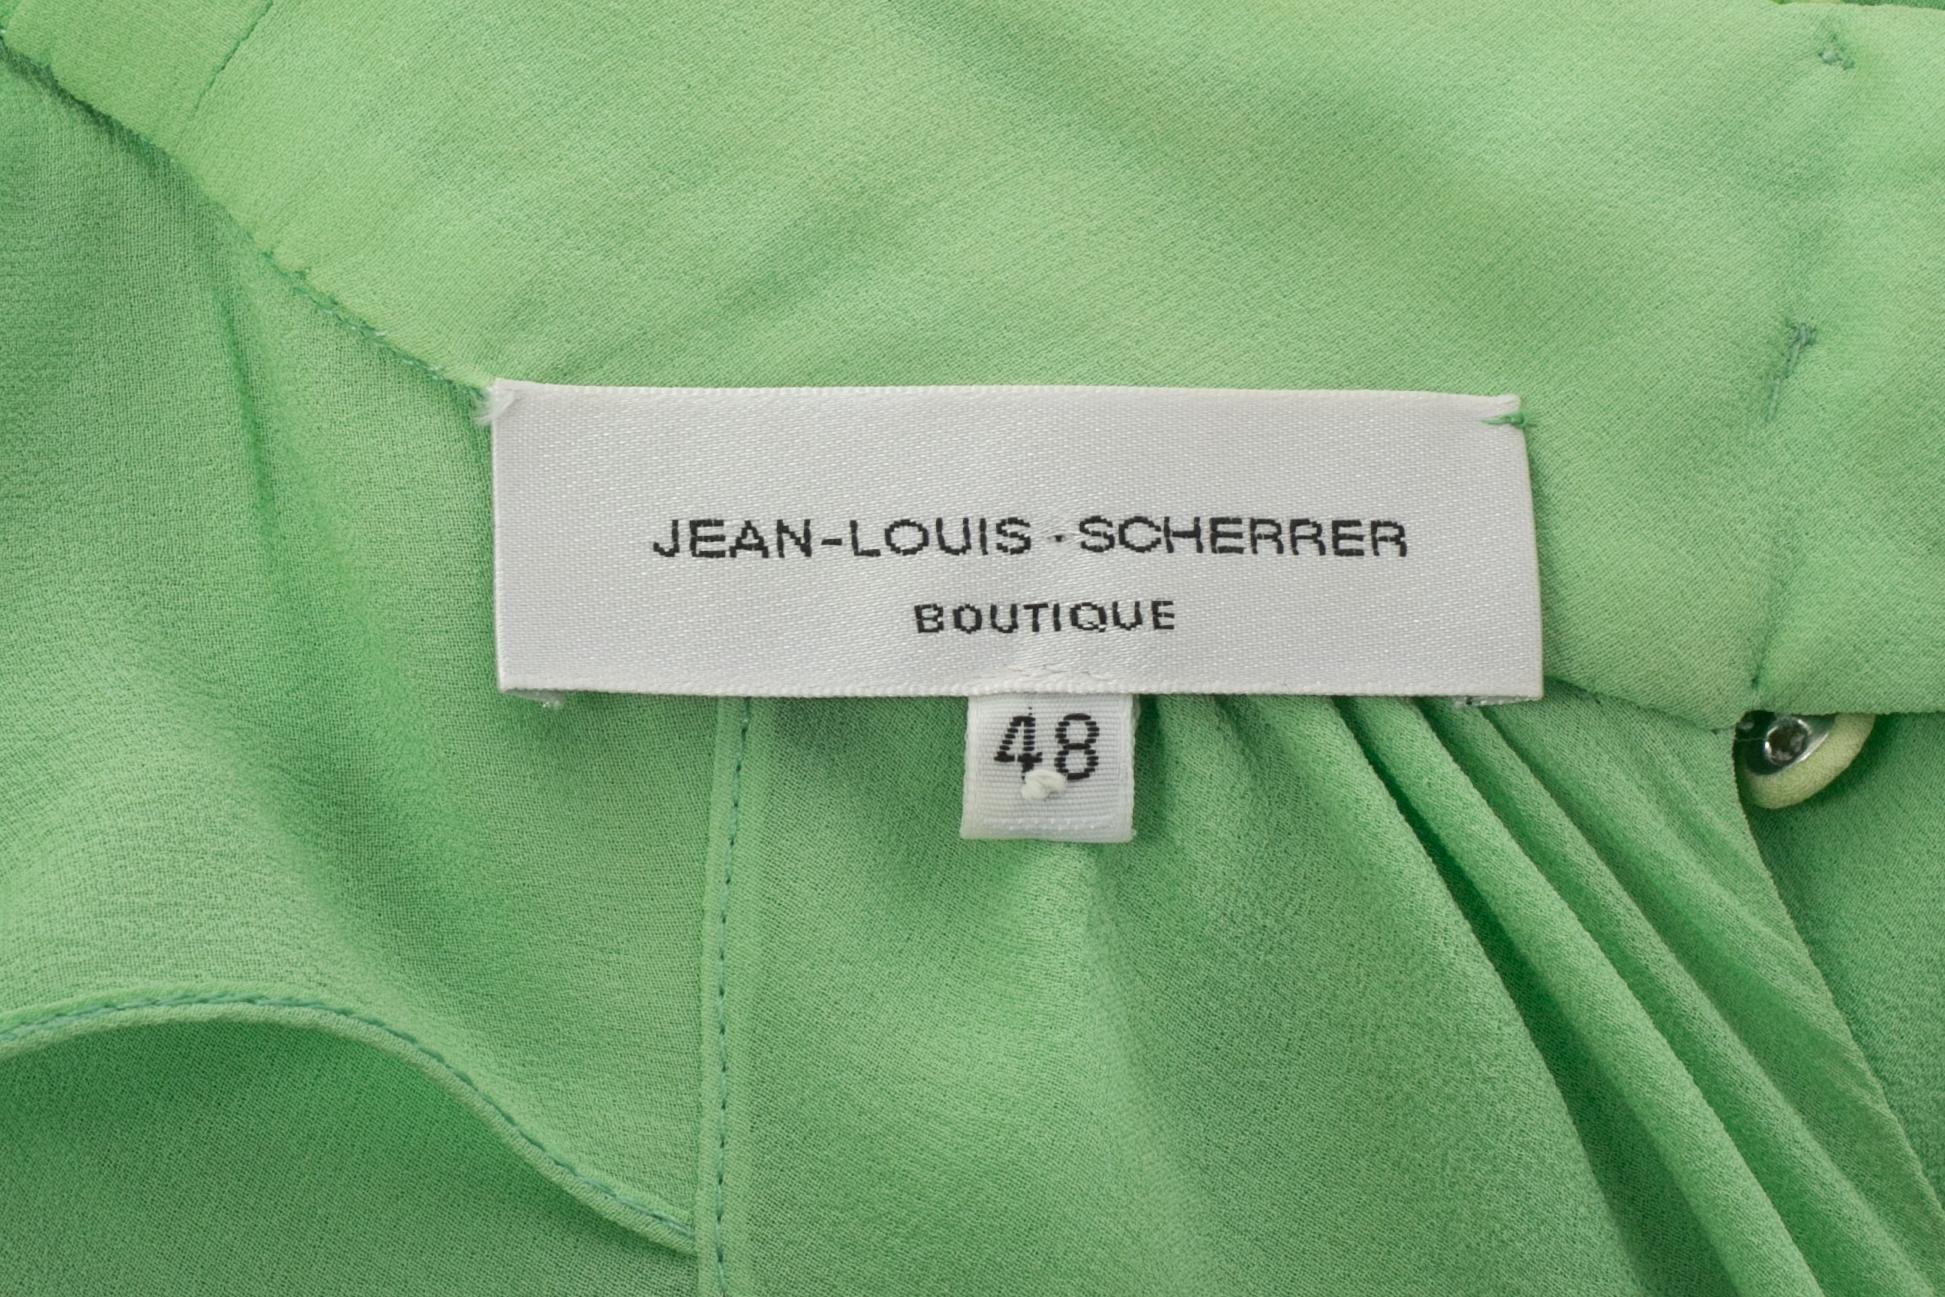 JEAN-LOUIS · SCHERRER
BOUTIQUE
48